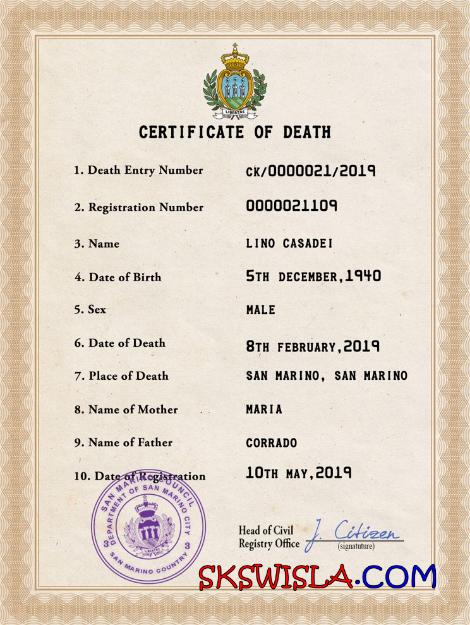 LIBERTAS
CERTIFICATE OF DEATH
1. Death Entry Number CK/0000021/2019
2. Registration Number 0000021109
3. Name LINO CASADEI
4. Date of Birth 5TH DECEMBER,1940
5. Sex MALE
6. Date of Death 8TH FEBRUARY,2019
7. Place of Death SAN MARINO, SAN MARINO
8. Name of Mother MARIA
9. Name of Father CORRADO
10. Date of Registration 10TH MAY,2019
SAN MARINO COUNCIL
DEPARTMENT OF SAN MARINO CITY
3 SAN MARINO COUNTRY 3
Head of Civil
Registry Office J. Citizen
(signatuture)
SKSWISLA.COM